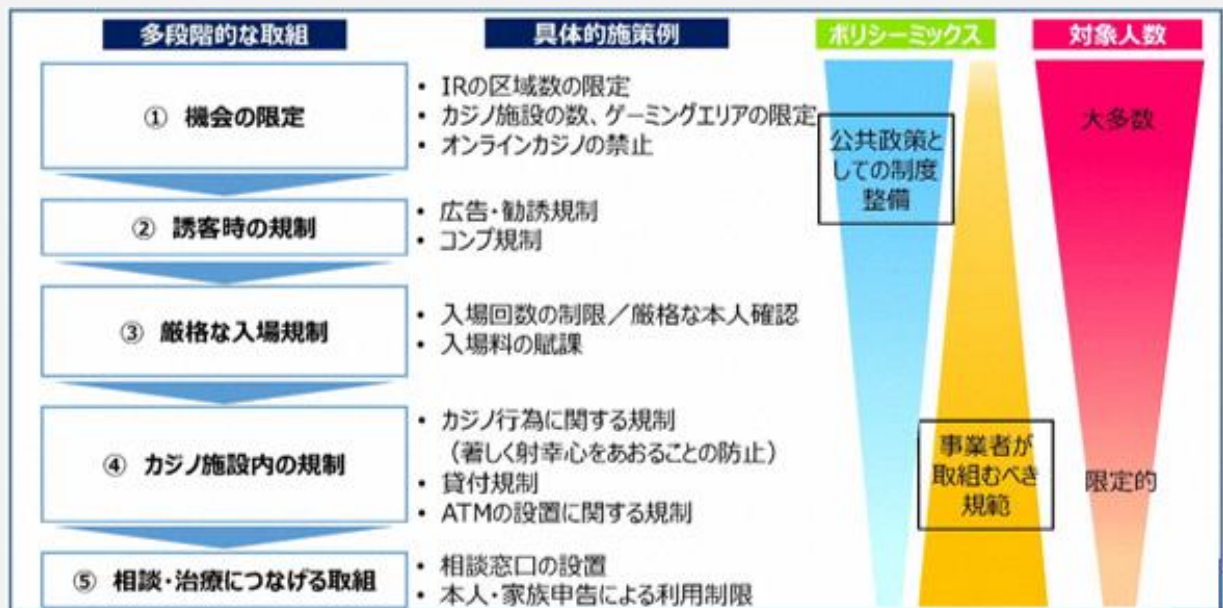 多段階的な取組
具体的施策例
ポリシーミックス
対象人数
① 機会の限定
• IRの区域数の限定
• カジノ施設の数、ゲーミングエリアの限定
• オンラインカジノの禁止
② 誘客時の規制
• 広告・勧誘規制
• コンプ規制
③ 厳格な入場規制
• 入場回数の制限／厳格な本人確認
• 入場料の賦課
④ カジノ施設内の規制
• カジノ行為に関する規制
（著しく射幸心をあおることの防止）
• 貸付規制
• ATMの設置に関する規制
⑤ 相談・治療につなげる取組
• 相談窓口の設置
• 本人・家族申告による利用制限
公共政策と
しての制度
整備
事業者が
取組むべき
規範
大多数
限定的